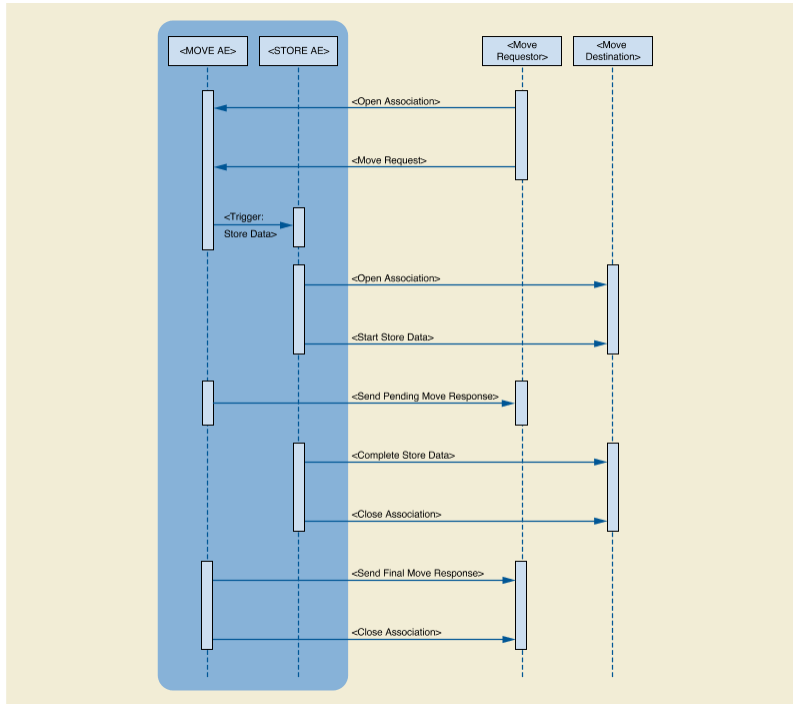 <MOVE AE>
<STORE AE>
<Move
Requestor>
<Move
Destination>
<Open Association>
<Move Request>
<Trigger:
Store Data>
<Open Association>
<Start Store Data>
<Send Pending Move Response>
<Complete Store Data>
<Close Association>
<Send Final Move Response>
<Close Association>